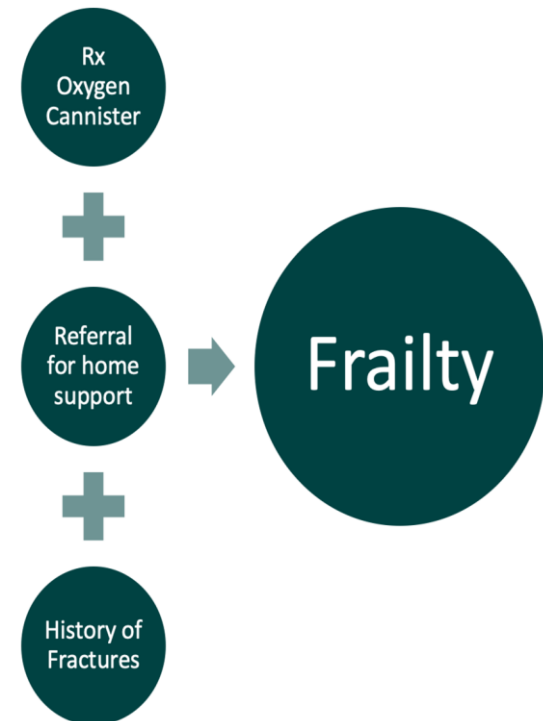 Rx
Oxygen
Cannister
Referral
for home
support
Frailty
History of
Fractures